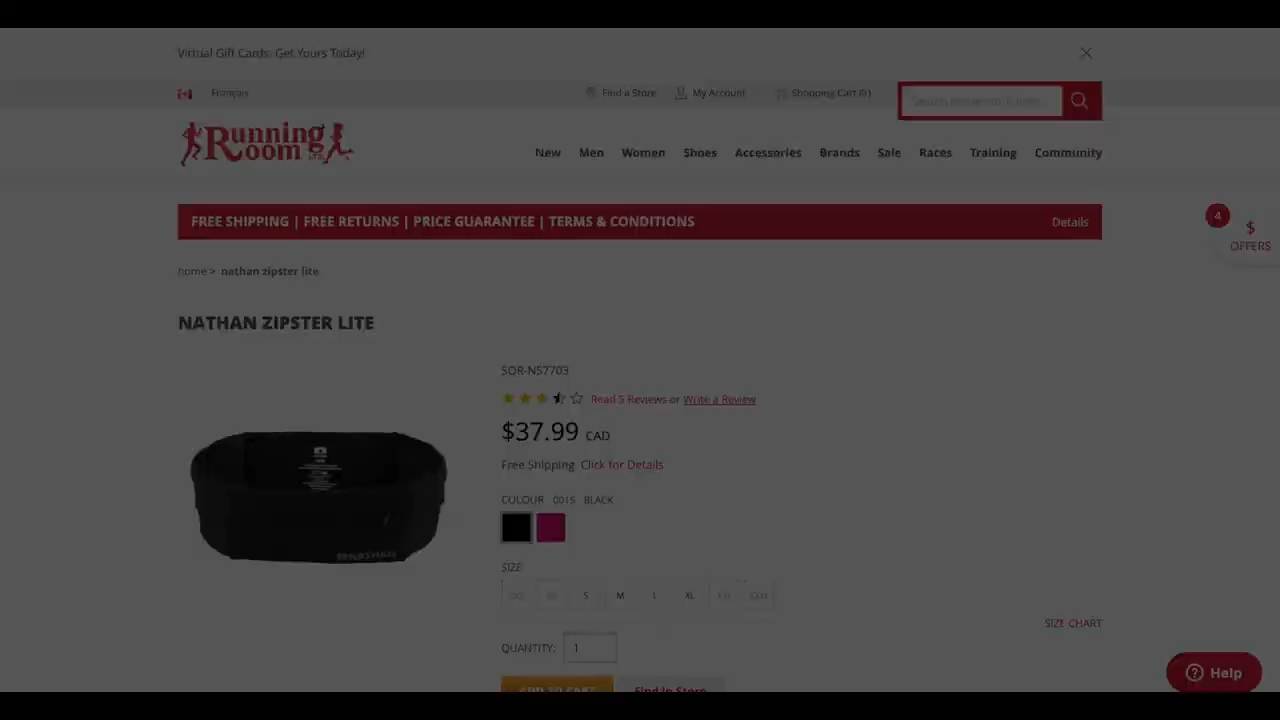 Virtual Gift Cards: Get Yours Today!
Français
Find a Store
My Account
Shopping Cart (0)
Running Room LTD.
New Men Women Shoes Accessories Brands Sale Races Training Community
FREE SHIPPING | FREE RETURNS | PRICE GUARANTEE | TERMS & CONDITIONS
Details
4
$
OFFERS
home > nathan zipster lite
NATHAN ZIPSTER LITE
SOR-NS7703
Read 5 Reviews or Write a Review
$37.99 CAD
Free Shipping Click for Details
COLOUR 0015 BLACK
SIZE
S M L XL
SIZE CHART
QUANTITY: 1
ADD TO CART
Find In Store
Help